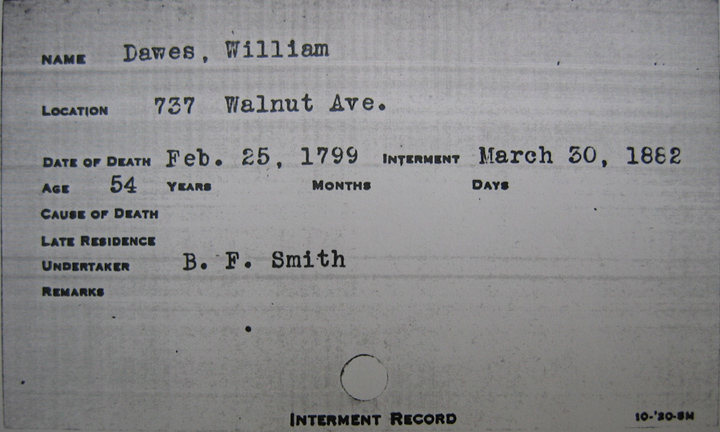 NAME Dawes, William
LOCATION 737 Walnut Ave.
DATE OF DEATH Feb. 25, 1799 INTERMENT March 30, 1882
AGE 54 YEARS MONTHS DAYS
CAUSE OF DEATH
LATE RESIDENCE
UNDERTAKER B. F. Smith
REMARKS
INTERMENT RECORD 10-'30-5M